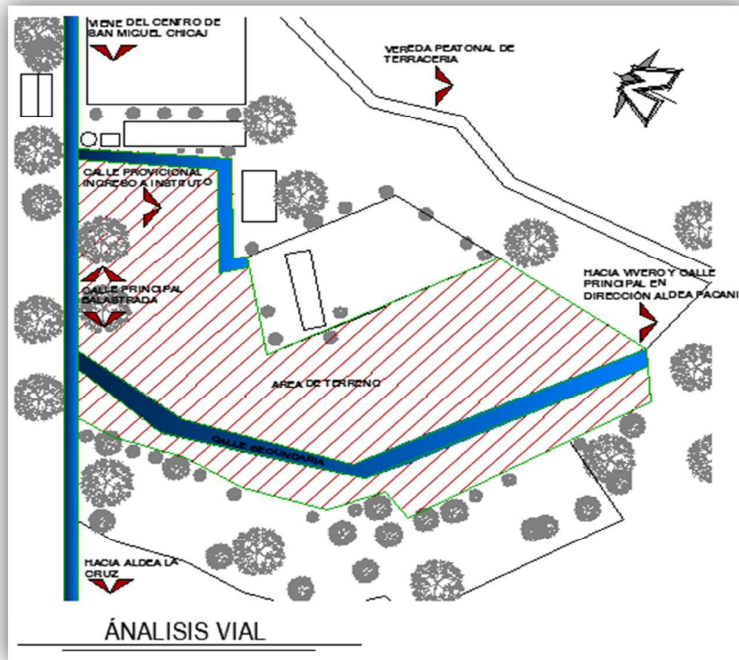 VIENE DEL CENTRO DE
SAN MIGUEL CHICAJ
VEREDA PEATONAL DE
TERRACERIA
CALLE PROVICIONAL
INGRESO A INSTITUTO
HACIA VIVERO Y CALLE
PRINCIPAL EN
DIRECCIÓN ALDEA PACANI
CALLE PRINCIPAL
BALASTRADA
AREA DE TERRENO
CALLE SECUNDARIA
HACIA ALDEA LA
CRUZ
ÁNALISIS VIAL